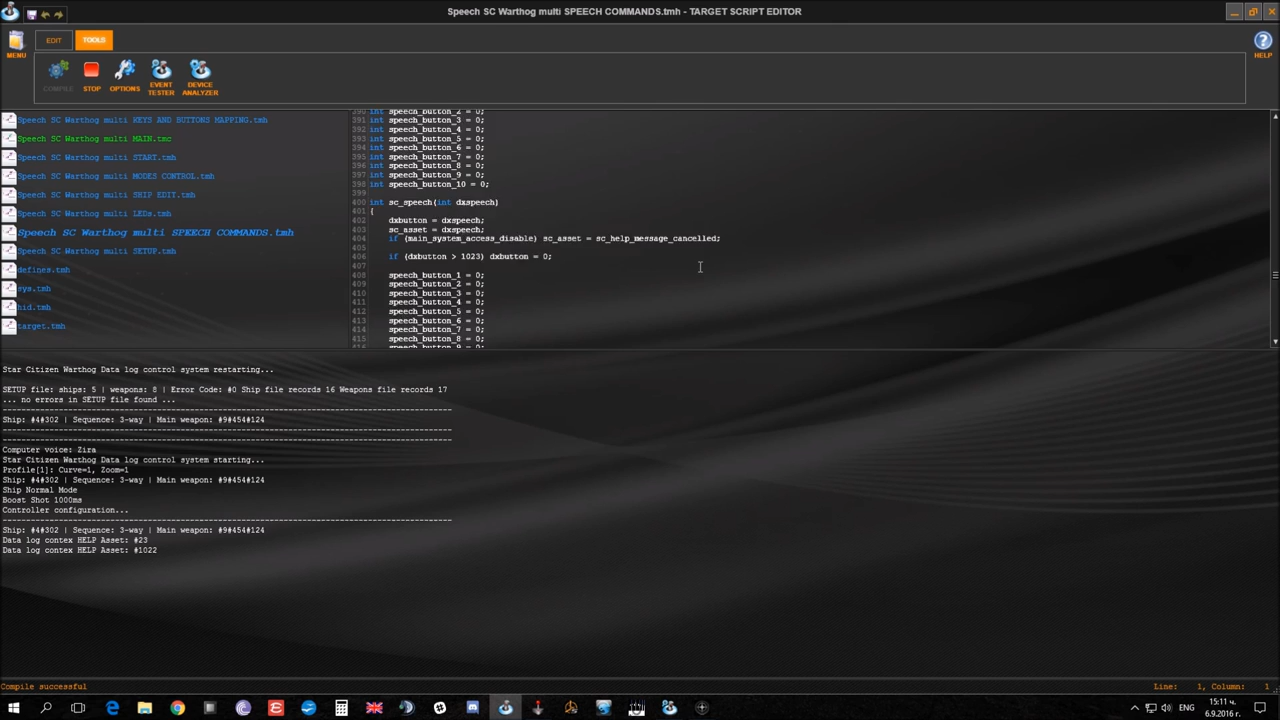 Speech SC Warthog multi SPEECH COMMANDS.tmh - TARGET SCRIPT EDITOR
MENU
EDIT
TOOLS
HELP
COMPILE
STOP
OPTIONS
EVENT
TESTER
DEVICE
ANALYZER
Speech SC Warthog multi KEYS AND BUTTONS MAPPING.tmh
Speech SC Warthog multi MAIN.tmc
Speech SC Warthog multi START.tmh
Speech SC Warthog multi MODES CONTROL.tmh
Speech SC Warthog multi SHIP EDIT.tmh
Speech SC Warthog multi LEDs.tmh
Speech SC Warthog multi SPEECH COMMANDS.tmh
Speech SC Warthog multi SETUP.tmh
defines.tmh
sys.tmh
hid.tmh
target.tmh
390 int speech_button_2 = 0;
391 int speech_button_3 = 0;
392 int speech_button_4 = 0;
393 int speech_button_5 = 0;
394 int speech_button_6 = 0;
395 int speech_button_7 = 0;
396 int speech_button_8 = 0;
397 int speech_button_9 = 0;
398 int speech_button_10 = 0;
399
400 int sc_speech(int dxspeech)
401 {
402 dxbutton = dxspeech;
403 sc_asset = dxspeech;
404 if (main_system_access_disable) sc_asset = sc_help_message_cancelled;
405
406 if (dxbutton > 1023) dxbutton = 0;
407
408 speech_button_1 = 0;
409 speech_button_2 = 0;
410 speech_button_3 = 0;
411 speech_button_4 = 0;
412 speech_button_5 = 0;
413 speech_button_6 = 0;
414 speech_button_7 = 0;
415 speech_button_8 = 0;
416 speech_button_9 = 0;
Star Citizen Warthog Data log control system restarting...
SETUP file: ships: 5 | weapons: 8 | Error Code: #0 Ship file records 16 Weapons file records 17
... no errors in SETUP file found ...
-----------------------------------------------------------------------------------------
Ship: #4#302 | Sequence: 3-way | Main weapon: #9#454#124
-----------------------------------------------------------------------------------------
-----------------------------------------------------------------------------------------
Computer voice: Zira
Star Citizen Warthog Data log control system starting...
Profile[1]: Curve=1, Zoom=1
Ship: #4#302 | Sequence: 3-way | Main weapon: #9#454#124
Ship Normal Mode
Boost Shot 1000ms
Controller configuration...
-----------------------------------------------------------------------------------------
Ship: #4#302 | Sequence: 3-way | Main weapon: #9#454#124
Data log contex HELP Asset: #23
Data log contex HELP Asset: #1022
Compile successful
Line: 1, Column: 1
ENG
15:11 ч.
6.9.2016 г.